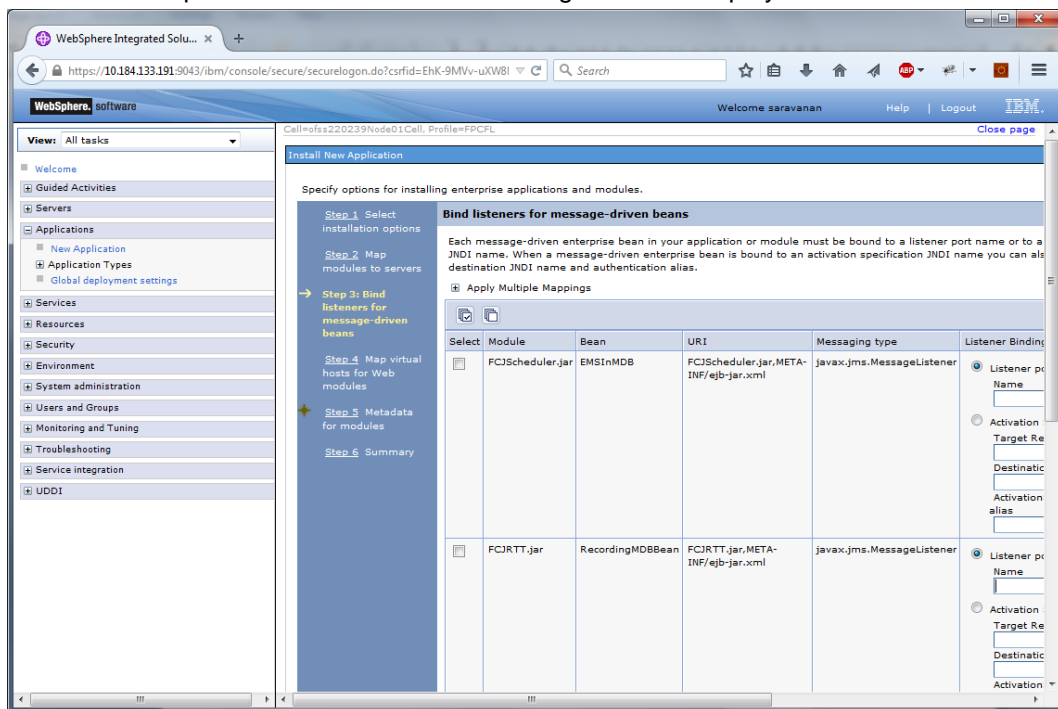 WebSphere Integrated Solu... × +
https://10.184.133.191:9043/ibm/console/secure/securelogon.do?csrfid=EhK-9MVv-uXW8I
Search
ABP
WebSphere. software
Welcome saravanan
Help | Logout
IBM.
View: All tasks
Welcome
Guided Activities
Servers
Applications
New Application
Application Types
Global deployment settings
Services
Resources
Security
Environment
System administration
Users and Groups
Monitoring and Tuning
Troubleshooting
Service integration
UDDI
Cell=ofss220239Node01Cell, Profile=FPCFL
Close page
Install New Application
Specify options for installing enterprise applications and modules.
Step 1 Select
installation options
Step 2 Map
modules to servers
Step 3: Bind
listeners for
message-driven
beans
Step 4 Map virtual
hosts for Web
modules
Step 5 Metadata
for modules
Step 6 Summary
Bind listeners for message-driven beans
Each message-driven enterprise bean in your application or module must be bound to a listener port name or to a
JNDI name. When a message-driven enterprise bean is bound to an activation specification JNDI name you can als
destination JNDI name and authentication alias.
Apply Multiple Mappings
Select Module Bean URI Messaging type Listener Binding
FCJScheduler.jar EMSInMDB FCJScheduler.jar,META-
INF/ejb-jar.xml
javax.jms.MessageListener
Listener po
Name
Activation
Target Re
Destinatic
Activation
alias
FCJRTT.jar RecordingMDBBean FCJRTT.jar,META-
INF/ejb-jar.xml
javax.jms.MessageListener
Listener po
Name
Activation
Target Re
Destinatic
Activation